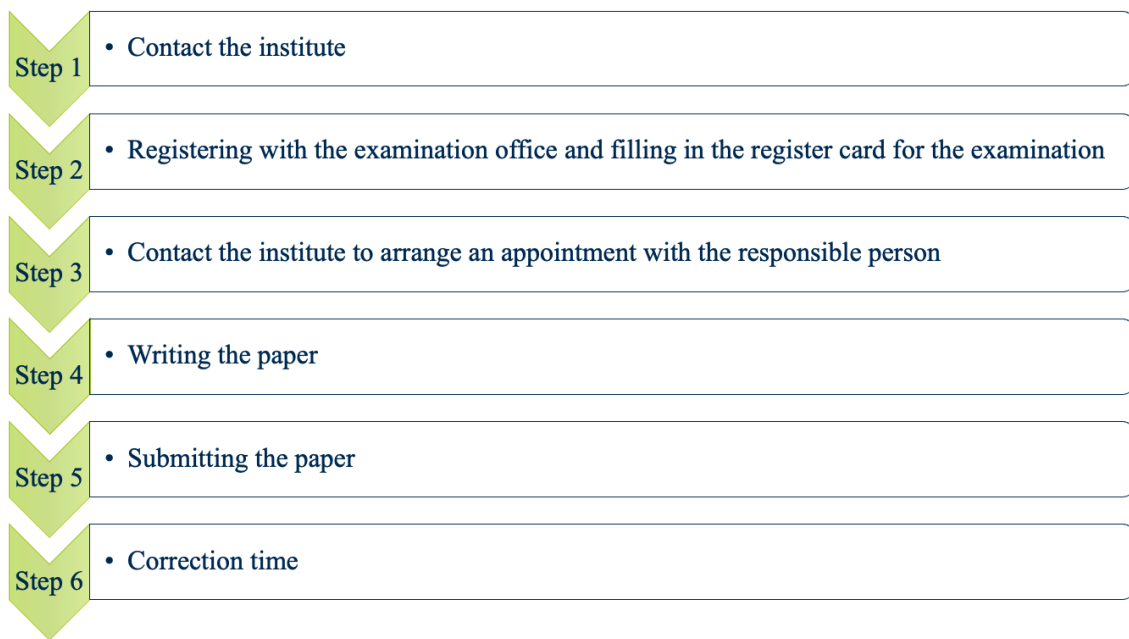 Step 1
• Contact the institute
Step 2
• Registering with the examination office and filling in the register card for the examination
Step 3
• Contact the institute to arrange an appointment with the responsible person
Step 4
• Writing the paper
Step 5
• Submitting the paper
Step 6
• Correction time